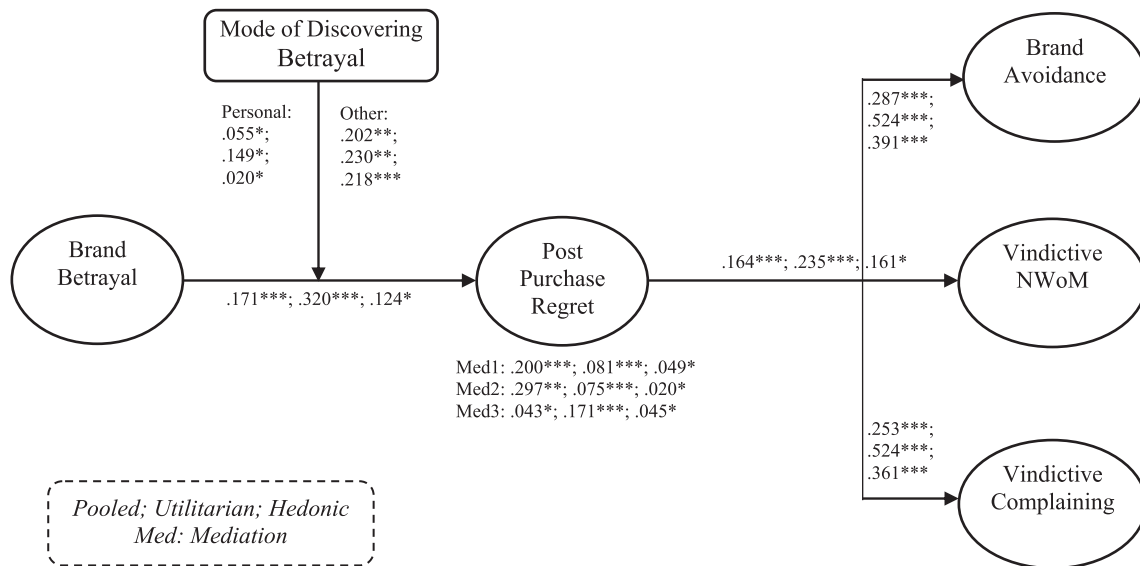 Mode of Discovering
Betrayal
Brand
Avoidance
.287***;
.524***;
.391***
Personal:
.055*;
.149*;
.020*
Other:
.202**;
.230**;
.218***
Brand
Betrayal
.171***; .320***; .124*
Post
Purchase
Regret
.164***; .235***; .161*
Vindictive
NWoM
Med1: .200***; .081***; .049*
Med2: .297**; .075***; .020*
Med3: .043*; .171***; .045*
.253***;
.524***;
.361***
Vindictive
Complaining
Pooled; Utilitarian; Hedonic
Med: Mediation